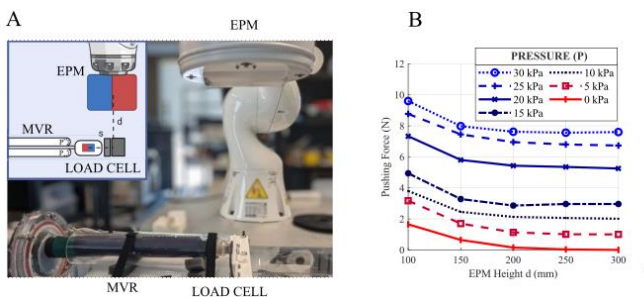 A
EPM
EPM
d
MVR
s
LOAD CELL
MVR
LOAD CELL
B
PRESSURE (P)
30 kPa
10 kPa
25 kPa
5 kPa
20 kPa
0 kPa
15 kPa
12
10
8
6
4
2
0
Pushing Force (N)
100
150
200
250
300
EPM Height d (mm)